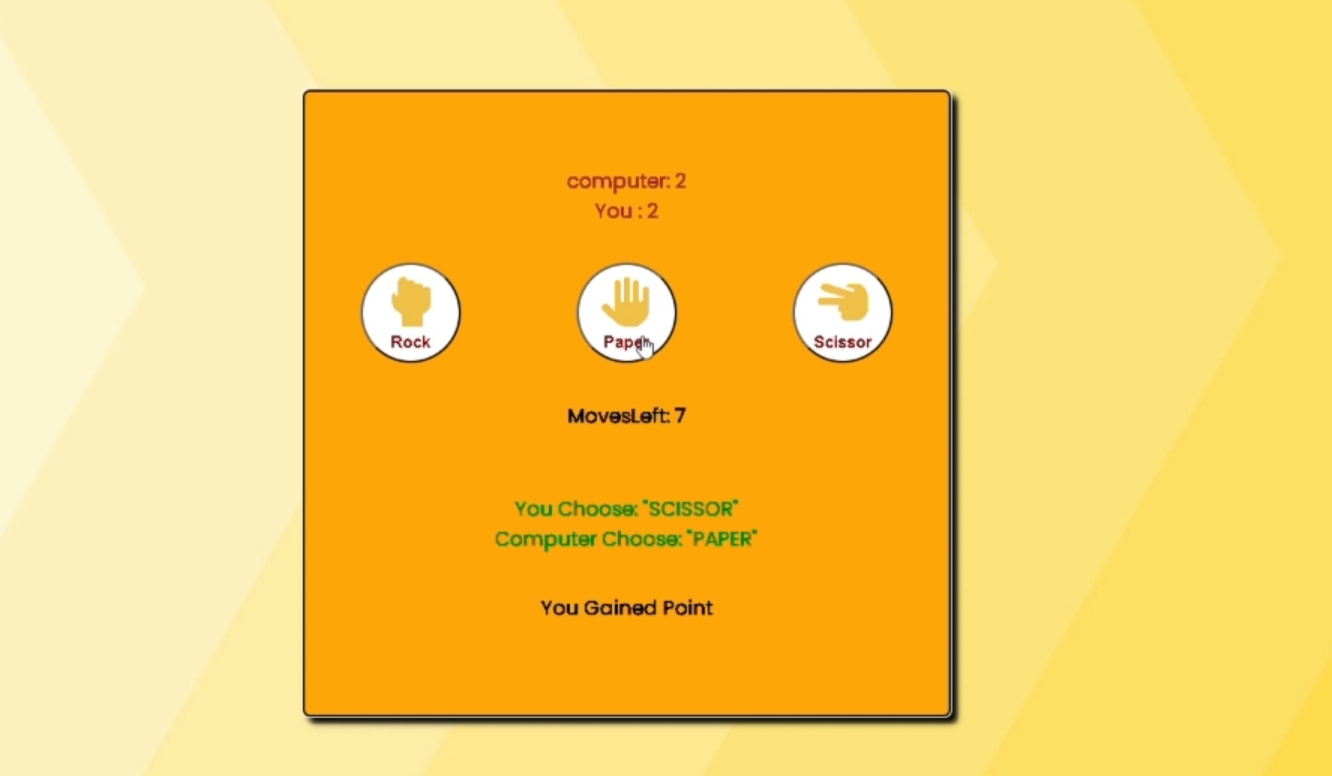 computer: 2
You : 2
Rock
Paper
Scissor
MovesLeft: 7
You Choose: "SCISSOR"
Computer Choose: "PAPER"
You Gained Point